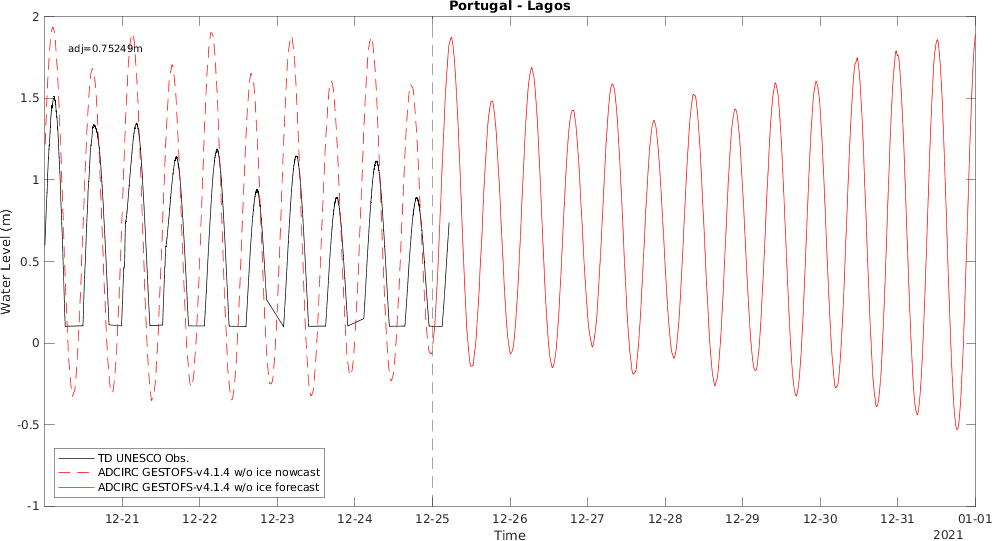 Portugal - Lagos
adj=0.75249m
Water Level (m)
2
1.5
1
0.5
0
-0.5
-1
TD UNESCO Obs.
ADCIRC GESTOFS-v4.1.4 w/o ice nowcast
ADCIRC GESTOFS-v4.1.4 w/o ice forecast
12-21
12-22
12-23
12-24
12-25
12-26
12-27
12-28
12-29
12-30
12-31
01-01
Time
2021